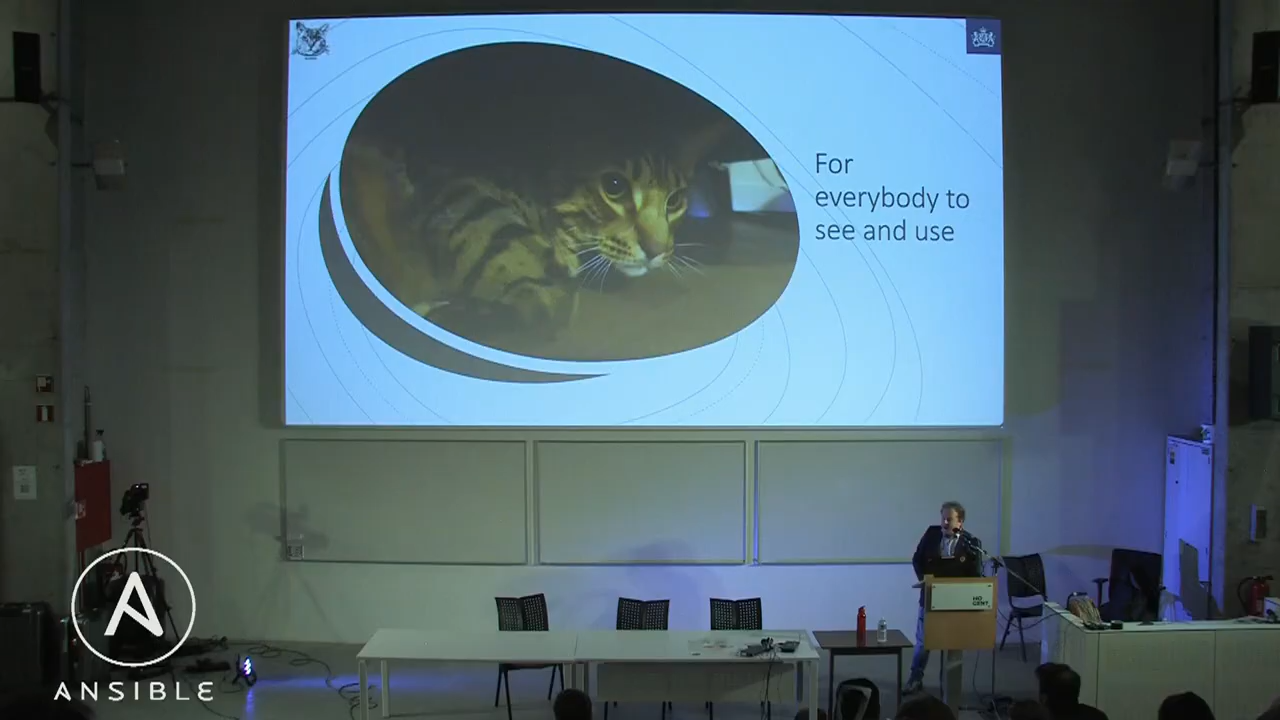 For
everybody to
see and use
HO
GENT
ANSIBLE